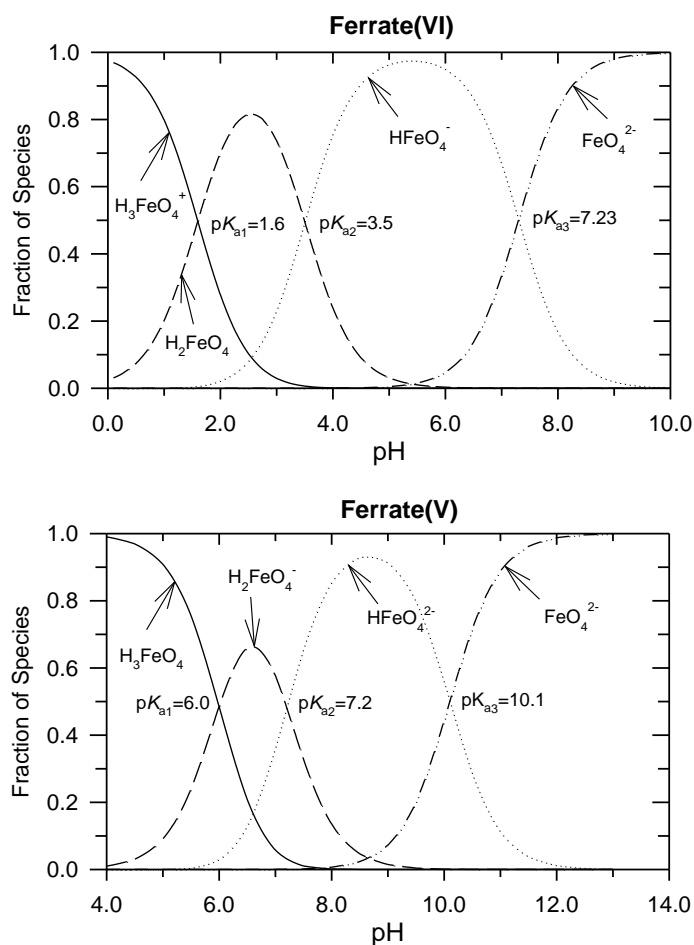 Ferrate(VI)
Fraction of Species
1.0
0.8
0.6
0.4
0.2
0.0
H₃FeO₄⁺
H₂FeO₄
HFeO₄⁻
FeO₄²⁻
pKₐ₁=1.6
pKₐ₂=3.5
pKₐ₃=7.23
0.0 2.0 4.0 6.0 8.0 10.0
pH
Ferrate(V)
Fraction of Species
1.0
0.8
0.6
0.4
0.2
0.0
H₃FeO₄
H₂FeO₄⁻
HFeO₄²⁻
FeO₄²⁻
pKₐ₁=6.0
pKₐ₂=7.2
pKₐ₃=10.1
4.0 6.0 8.0 10.0 12.0 14.0
pH